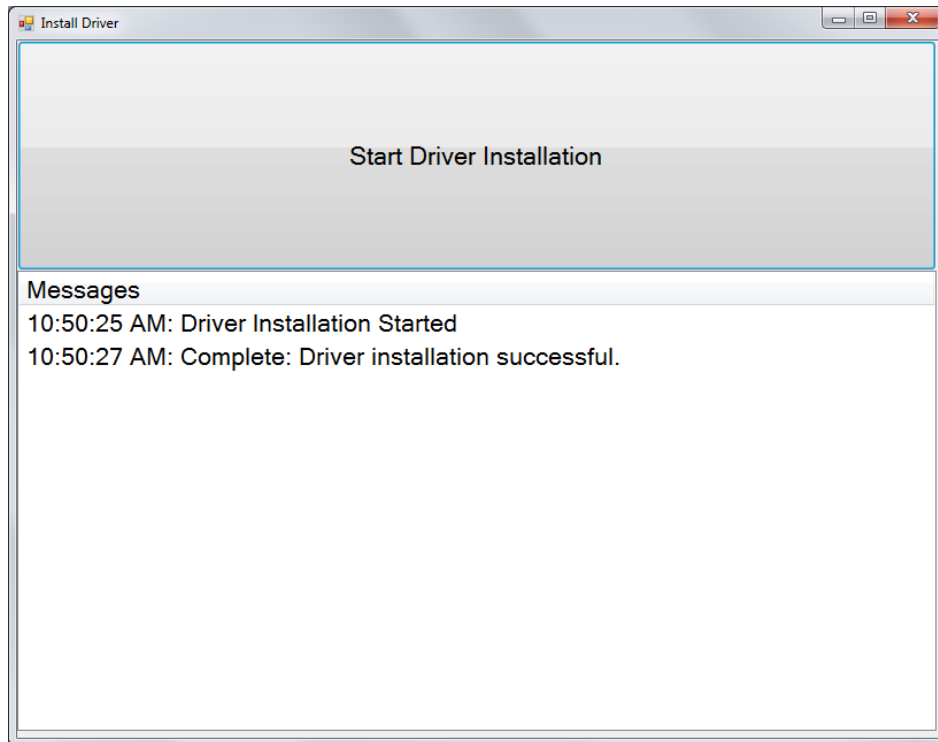 Install Driver
Start Driver Installation
Messages
10:50:25 AM: Driver Installation Started
10:50:27 AM: Complete: Driver installation successful.